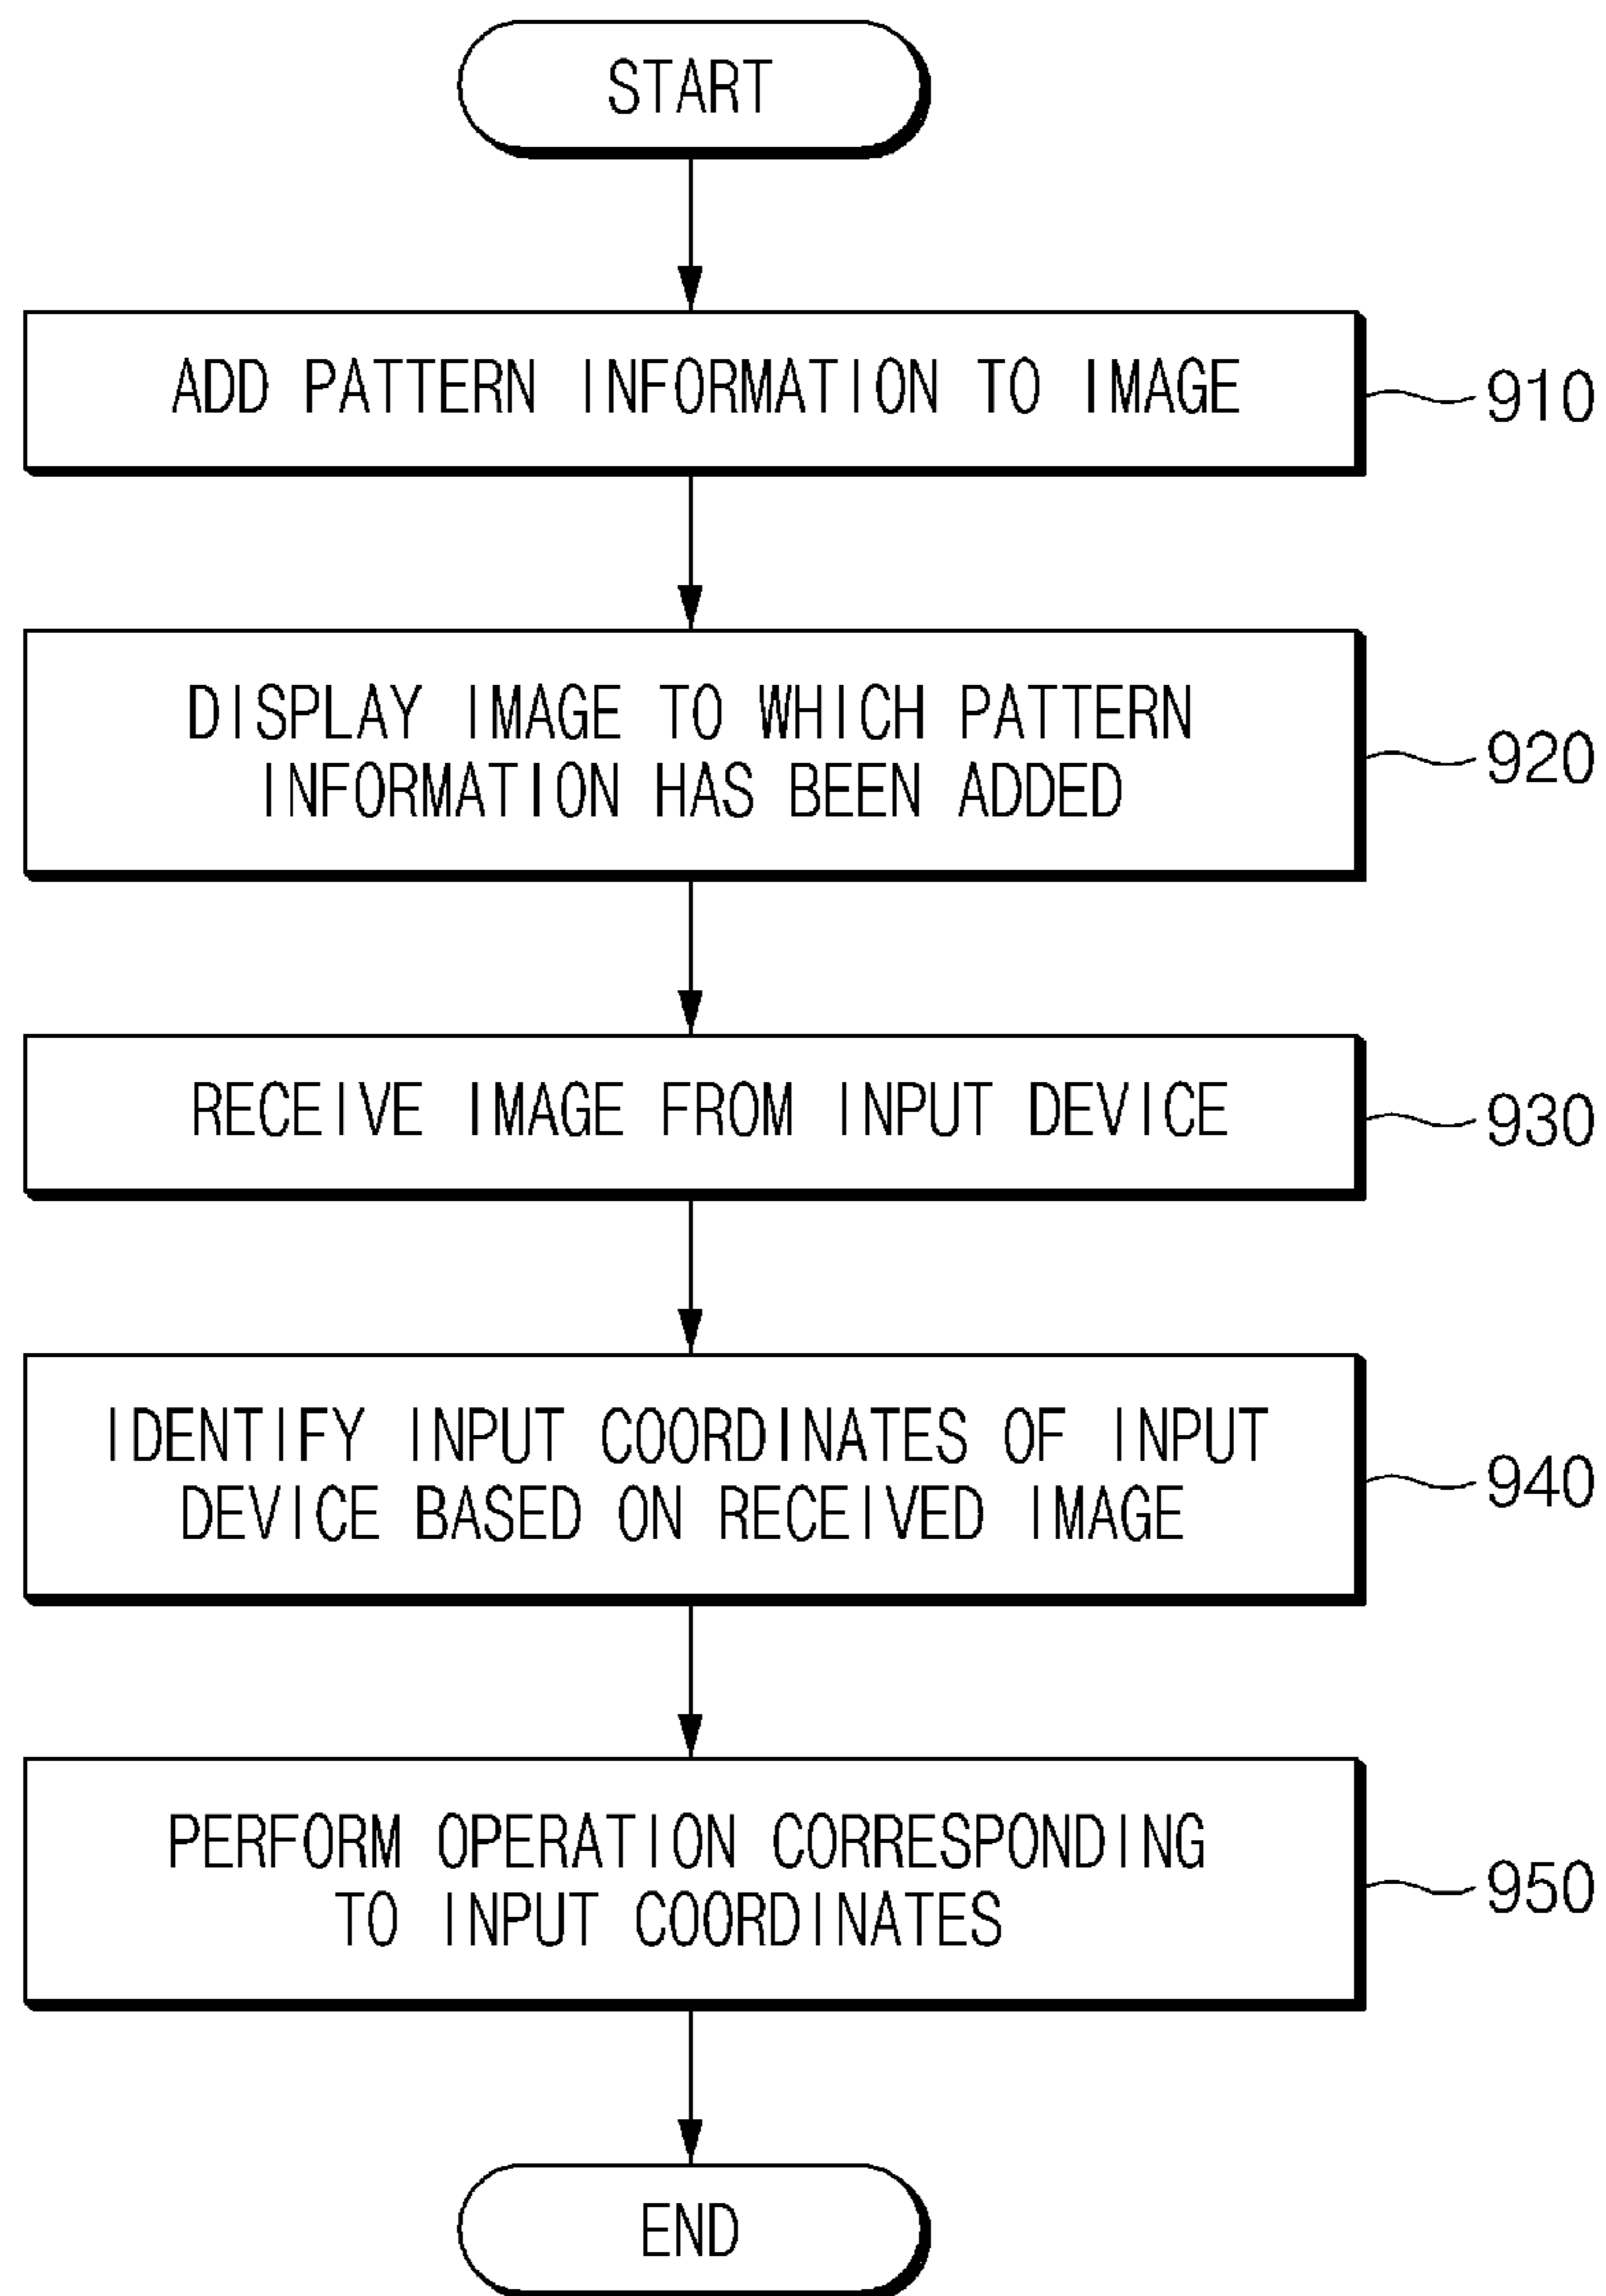 START
ADD PATTERN INFORMATION TO IMAGE
910
DISPLAY IMAGE TO WHICH PATTERN
INFORMATION HAS BEEN ADDED
920
RECEIVE IMAGE FROM INPUT DEVICE
930
IDENTIFY INPUT COORDINATES OF INPUT
DEVICE BASED ON RECEIVED IMAGE
940
PERFORM OPERATION CORRESPONDING
TO INPUT COORDINATES
950
END